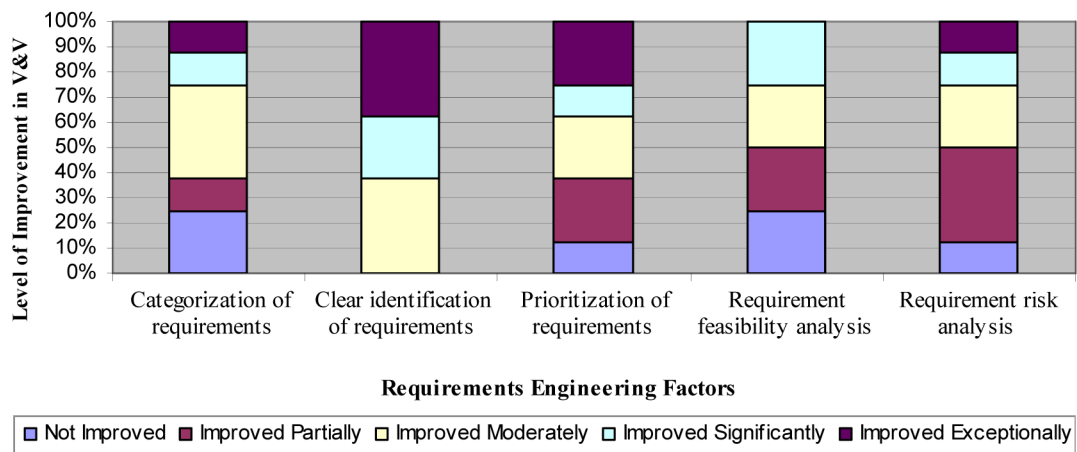 Level of Improvement in V&V
100%
90%
80%
70%
60%
50%
40%
30%
20%
10%
0%
Categorization of
requirements
Clear identification
of requirements
Prioritization of
requirements
Requirement
feasibility analysis
Requirement risk
analysis
Requirements Engineering Factors
Not Improved Improved Partially Improved Moderately Improved Significantly Improved Exceptionally